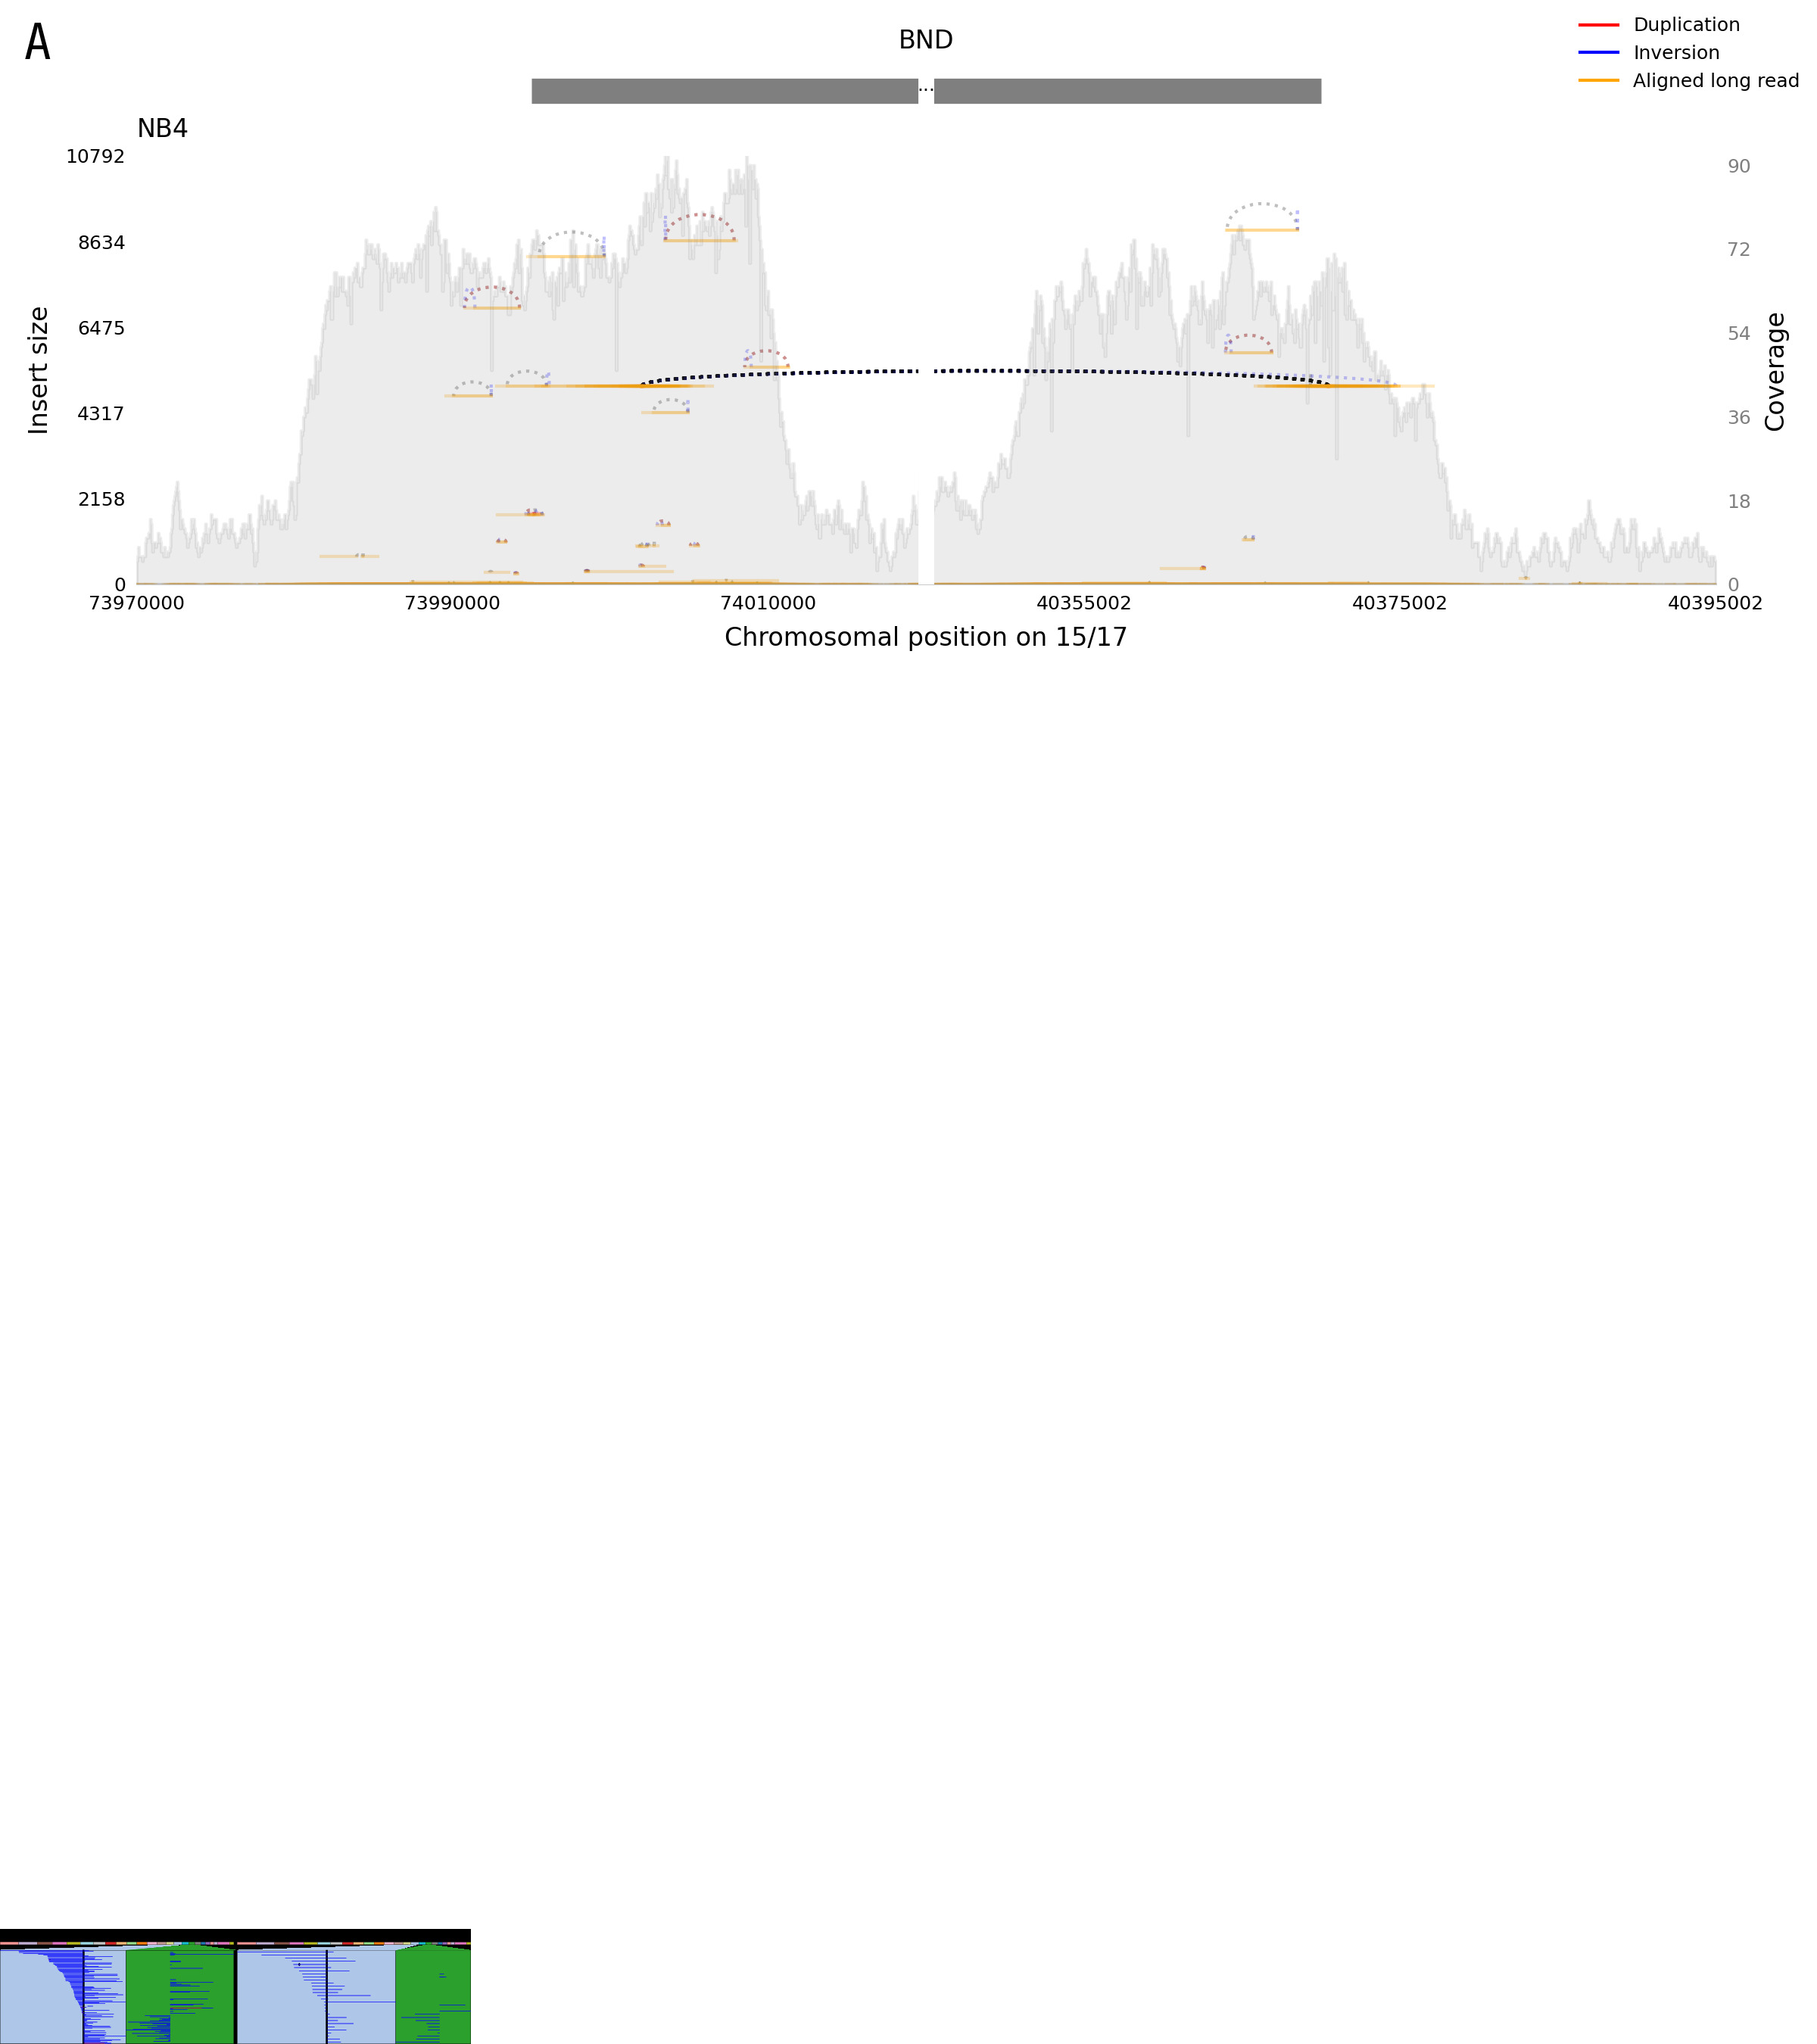 A
BND
Duplication
Inversion
Aligned long read
...
NB4
10792
8634
6475
4317
2158
0
Insert size
90
72
54
36
18
0
Coverage
73970000 73990000 74010000 40355002 40375002 40395002
Chromosomal position on 15/17